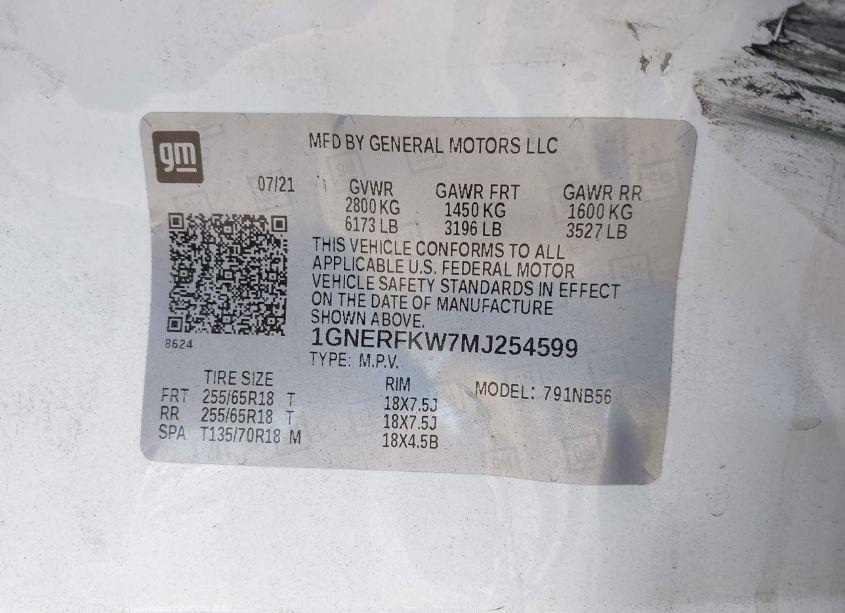 gm
MFD BY GENERAL MOTORS LLC
07/21 GVWR GAWR FRT GAWR RR
2800 KG 1450 KG 1600 KG
6173 LB 3196 LB 3527 LB
THIS VEHICLE CONFORMS TO ALL
APPLICABLE U.S. FEDERAL MOTOR
VEHICLE SAFETY STANDARDS IN EFFECT
ON THE DATE OF MANUFACTURE
SHOWN ABOVE.
8624
1GNERFKW7MJ254599
TYPE: M.P.V.
TIRE SIZE RIM MODEL: 791NB56
FRT 255/65R18 T 18X7.5J
RR 255/65R18 T 18X7.5J
SPA T135/70R18 M 18X4.5B